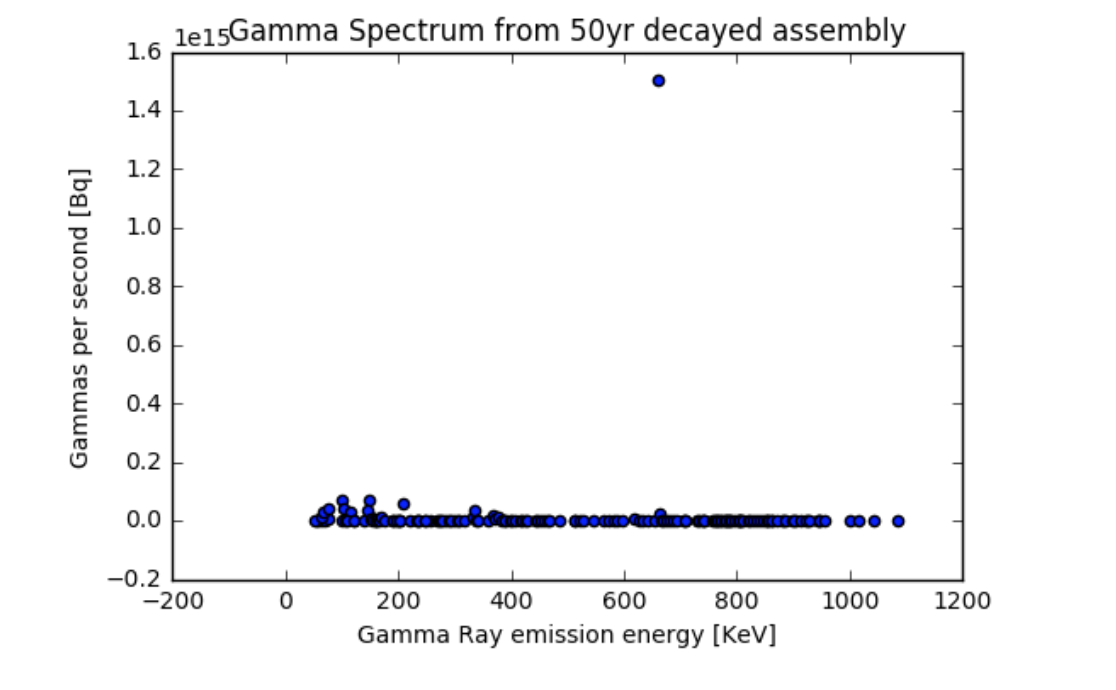 1e15 Gamma Spectrum from 50yr decayed assembly
1.6
1.4
1.2
1.0
0.8
0.6
0.4
0.2
0.0
−0.2
Gammas per second [Bq]
−200 0 200 400 600 800 1000 1200
Gamma Ray emission energy [KeV]